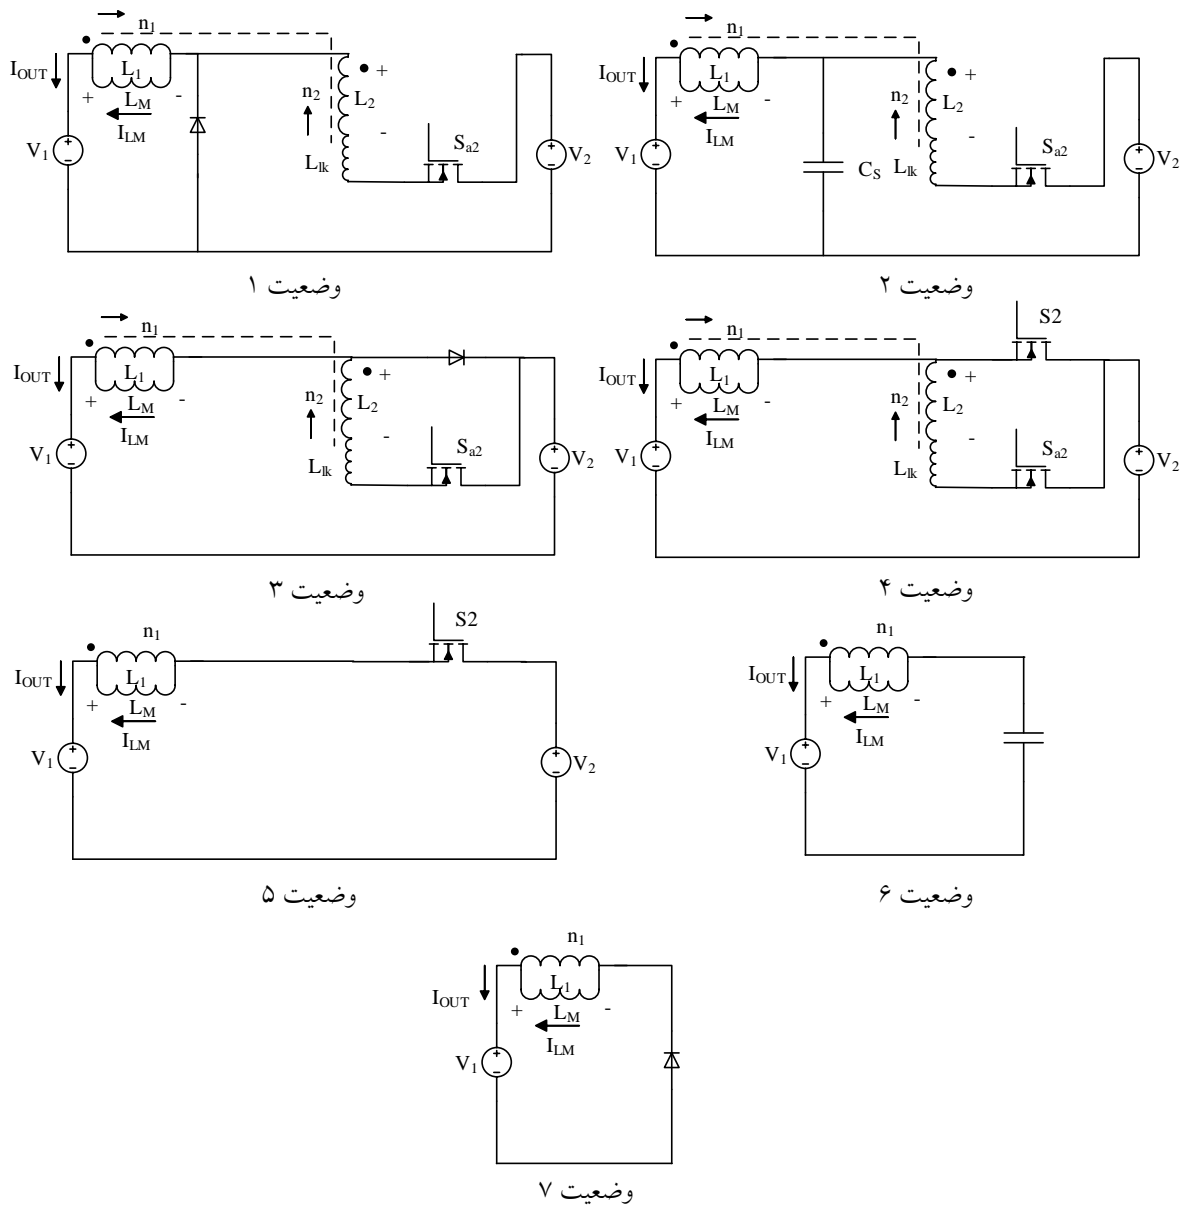 n1
IOUT
L1
+ -
LM
ILM
V1
n2
+
L2
-
Llk
Sa2
V2
وضعیت ۱
n1
IOUT
L1
+ -
LM
ILM
V1
CS
n2
+
L2
-
Llk
Sa2
V2
وضعیت ۲
n1
IOUT
L1
+ -
LM
ILM
V1
n2
+
L2
-
Llk
Sa2
V2
وضعیت ۳
S2
n1
IOUT
L1
+ -
LM
ILM
V1
n2
+
L2
-
Llk
Sa2
V2
وضعیت ۴
S2
n1
IOUT
L1
+ -
LM
ILM
V1
V2
وضعیت ۵
n1
IOUT
L1
+ -
LM
ILM
V1
وضعیت ۶
n1
IOUT
L1
+ -
LM
ILM
V1
وضعیت ۷